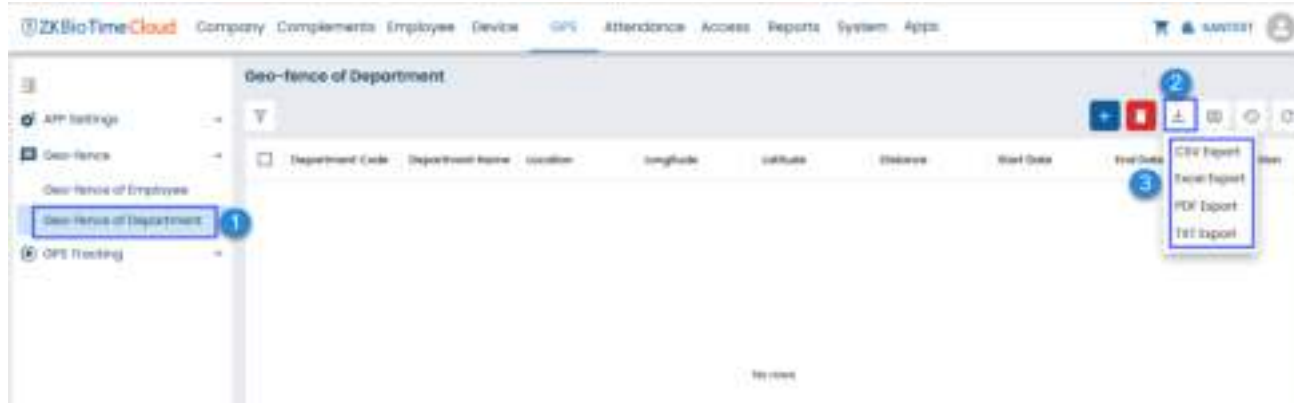 ZKBioTime Cloud Company Complements Employee Device GPS Attendance Access Reports System Apps
Geo-fence of Department
2
APP Settings
Geo-fence
Department Code Department Name Location Longitude Latitude Distance Start Date End Date
CSV Export
Geo-fence of Employee
3
Excel Export
Geo-fence of Department
1
PDF Export
TXT Export
GPS Tracking
No rows